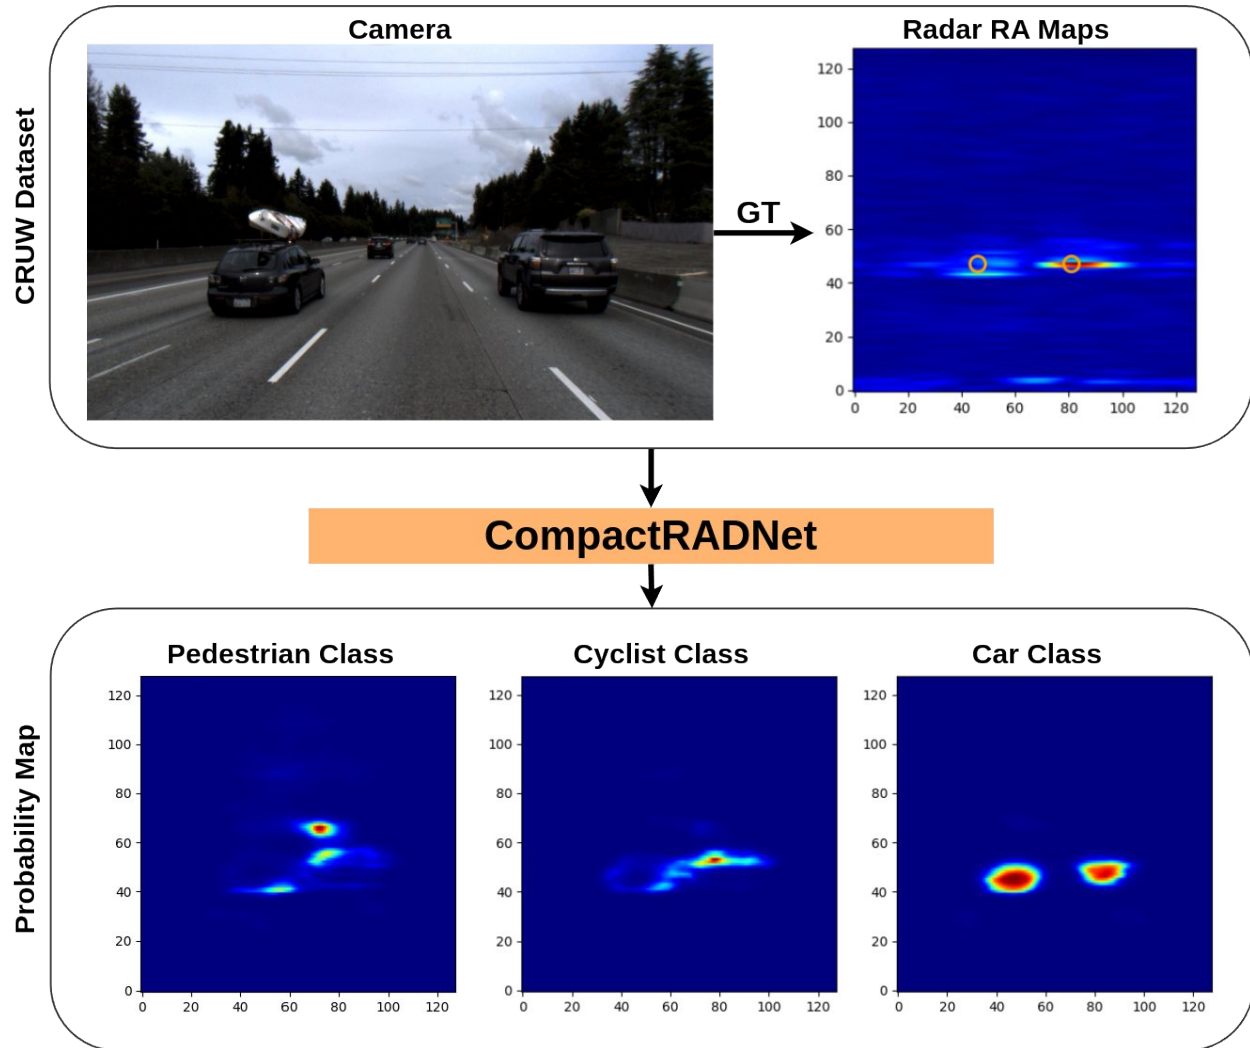 Camera
Radar RA Maps
CRUW Dataset
GT
120
100
80
60
40
20
0
0 20 40 60 80 100 120
CompactRADNet
Probability Map
Pedestrian Class
120
100
80
60
40
20
0
0 20 40 60 80 100 120
Cyclist Class
120
100
80
60
40
20
0
0 20 40 60 80 100 120
Car Class
120
100
80
60
40
20
0
0 20 40 60 80 100 120